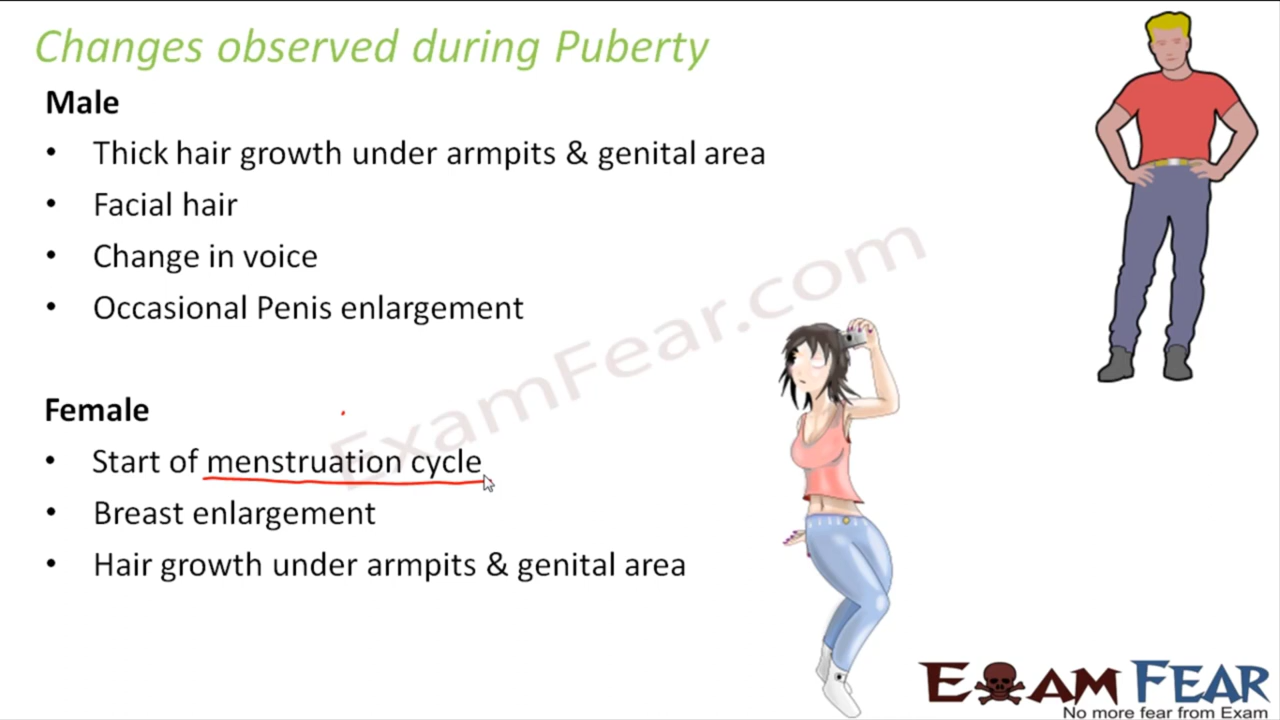 Changes observed during Puberty
Male
• Thick hair growth under armpits & genital area
• Facial hair
• Change in voice
• Occasional Penis enlargement
Female
• Start of menstruation cycle
• Breast enlargement
• Hair growth under armpits & genital area
ExamFear.com
EXAM FEAR
No more fear from Exam